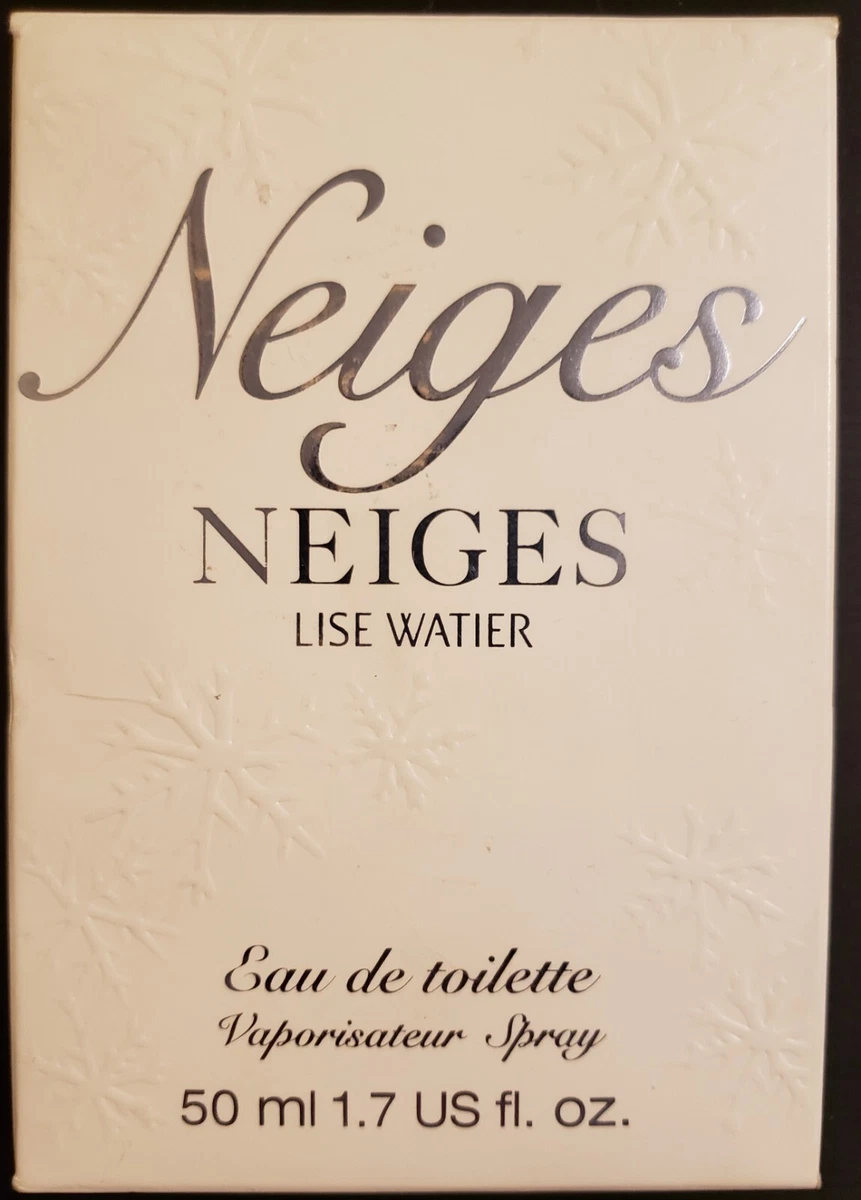 Neiges
NEIGES
LISE WATIER
Eau de toilette
Vaporisateur Spray
50 ml 1.7 US fl. oz.